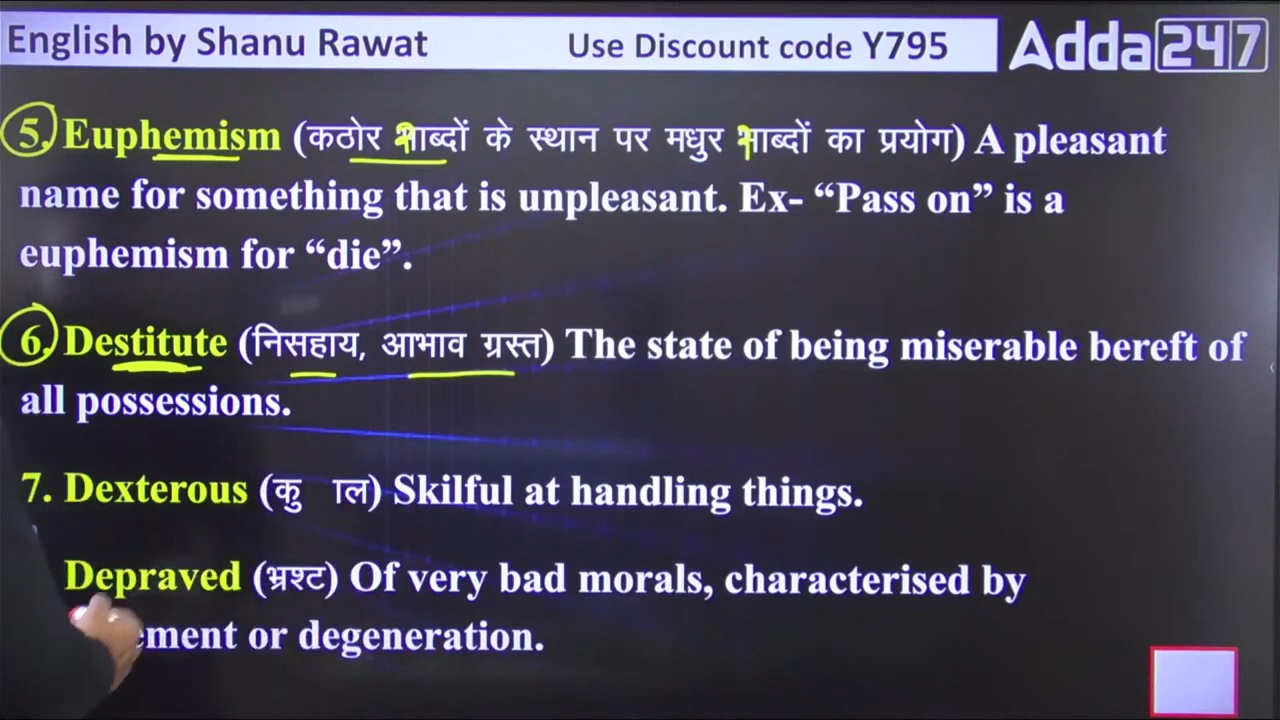 English by Shanu Rawat Use Discount code Y795 Adda247
5. Euphemism (कठोर शब्दों के स्थान पर मधुर शब्दों का प्रयोग) A pleasant
name for something that is unpleasant. Ex- “Pass on” is a
euphemism for “die”.
6. Destitute (निसहाय, आभाव ग्रस्त) The state of being miserable bereft of
all possessions.
7. Dexterous (कु ाल) Skilful at handling things.
Depraved (भ्रश्ट) Of very bad morals, characterised by
or degeneration.